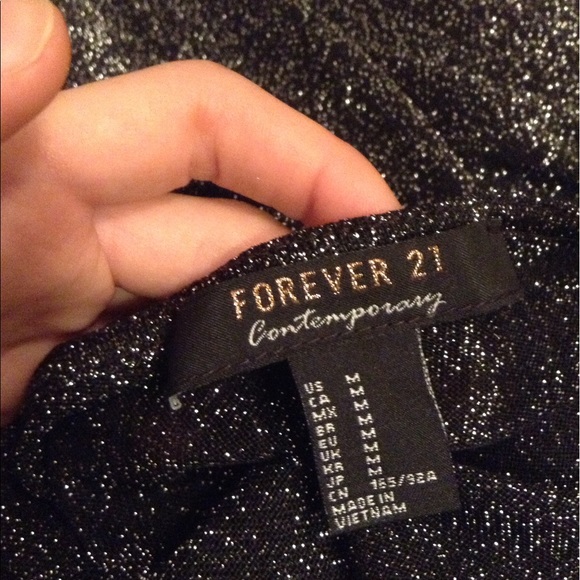 FOREVER 21
Contemporary
US M
CA M
MX M
BR M
EU M
UK M
KR M
JP M
CN 165/92A
MADE IN
VIETNAM